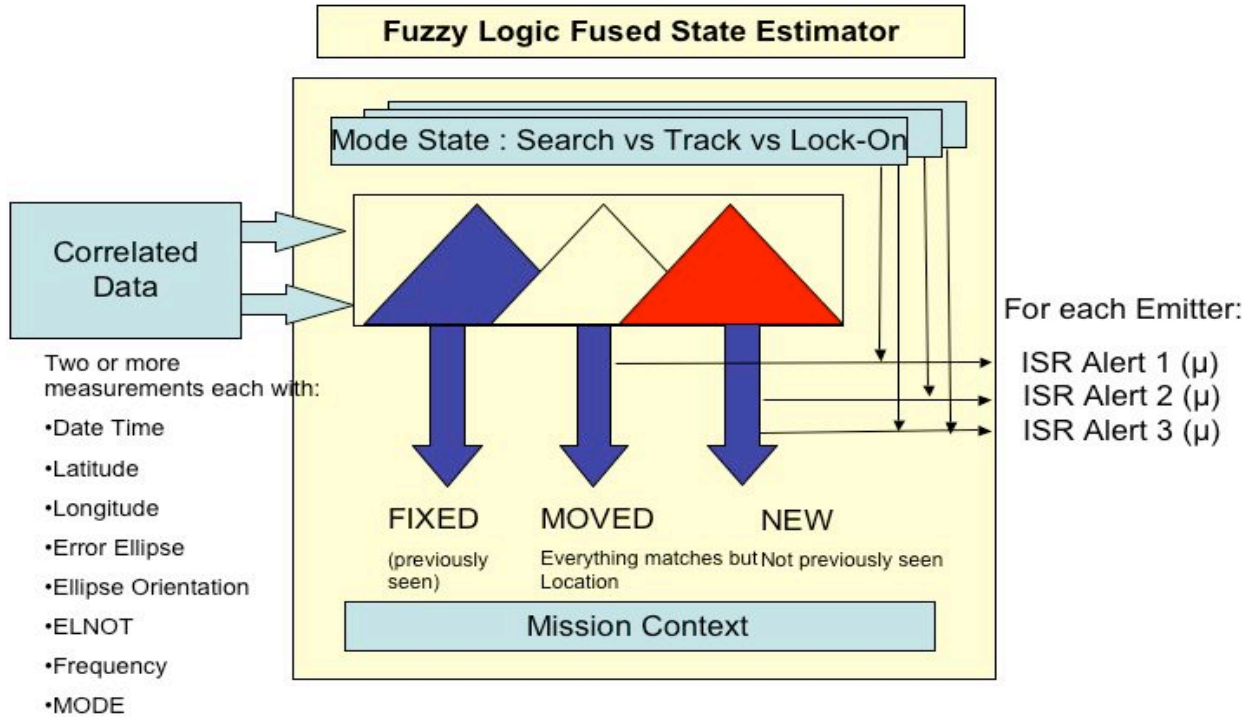 Fuzzy Logic Fused State Estimator
Mode State : Search vs Track vs Lock-On
Correlated
Data
Two or more
measurements each with:
•Date Time
•Latitude
•Longitude
•Error Ellipse
•Ellipse Orientation
•ELNOT
•Frequency
•MODE
For each Emitter:
ISR Alert 1 (µ)
ISR Alert 2 (µ)
ISR Alert 3 (µ)
FIXED
(previously
seen)
MOVED
Everything matches but
Location
NEW
Not previously seen
Mission Context